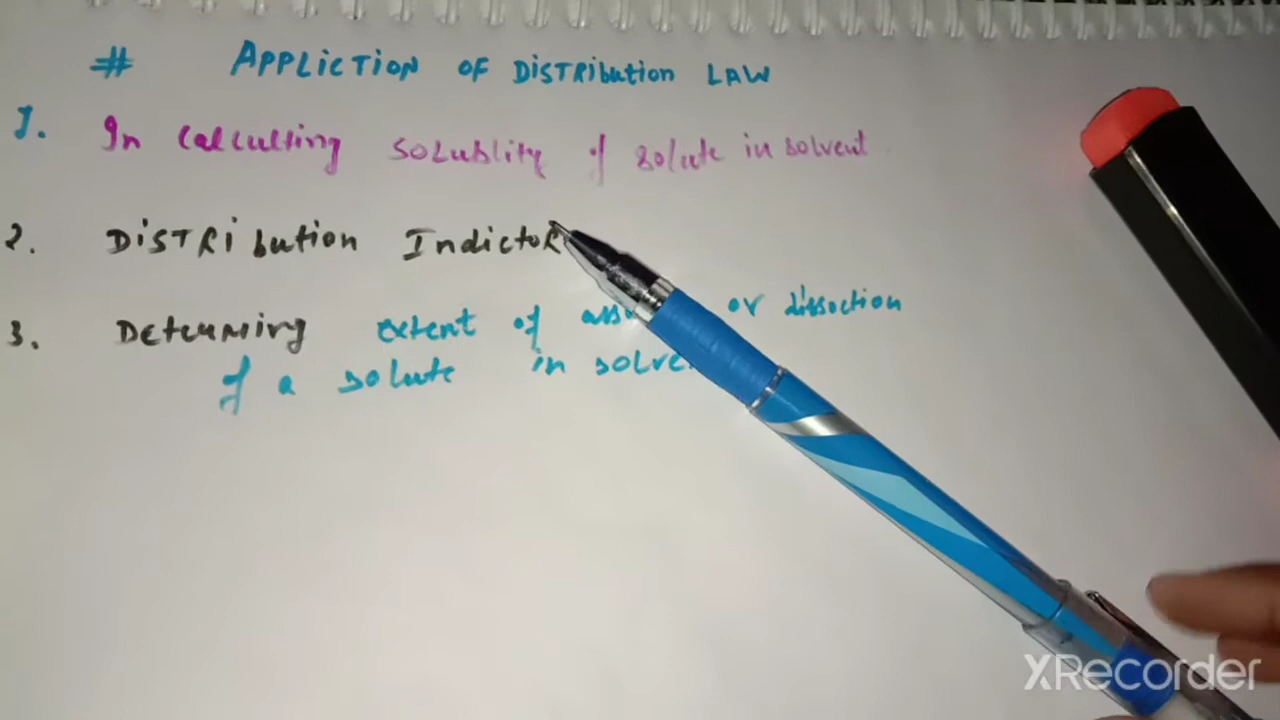 # APPLICTION OF DISTRIbution LAW
1. In calculting solublity of solute in solvent
2. DISTRIbution IndictoR
3. Determing extent of or dissoction
of a solute in
XRecorder